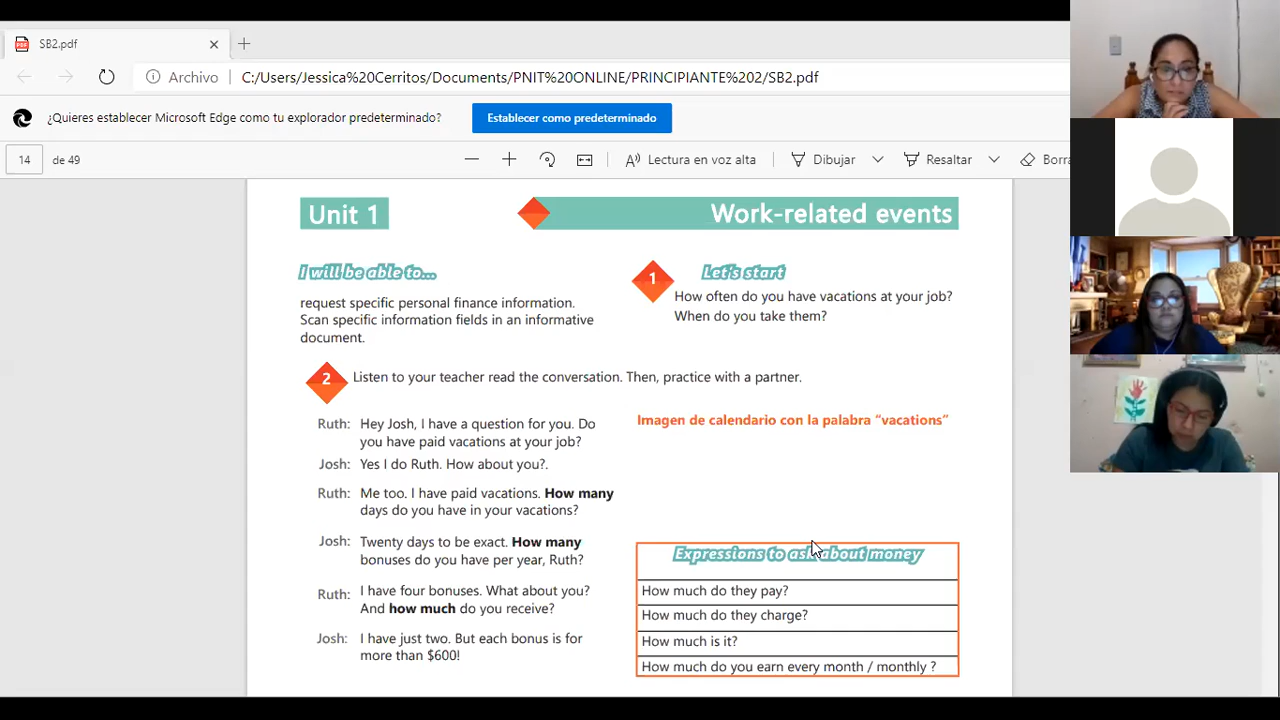 SB2.pdf
Archivo C:/Users/Jessica%20Cerritos/Documents/PNIT%20ONLINE/PRINCIPIANTE%202/SB2.pdf
¿Quieres establecer Microsoft Edge como tu explorador predeterminado? Establecer como predeterminado
14 de 49 Lectura en voz alta Dibujar Resaltar Borra
Unit 1 Work-related events
I will be able to...
request specific personal finance information.
Scan specific information fields in an informative
document.
1 Let's start
How often do you have vacations at your job?
When do you take them?
2 Listen to your teacher read the conversation. Then, practice with a partner.
Ruth: Hey Josh, I have a question for you. Do
you have paid vacations at your job?
Josh: Yes I do Ruth. How about you?.
Ruth: Me too. I have paid vacations. How many
days do you have in your vacations?
Josh: Twenty days to be exact. How many
bonuses do you have per year, Ruth?
Ruth: I have four bonuses. What about you?
And how much do you receive?
Josh: I have just two. But each bonus is for
more than $600!
Imagen de calendario con la palabra “vacations”
Expressions to ask about money
How much do they pay?
How much do they charge?
How much is it?
How much do you earn every month / monthly ?